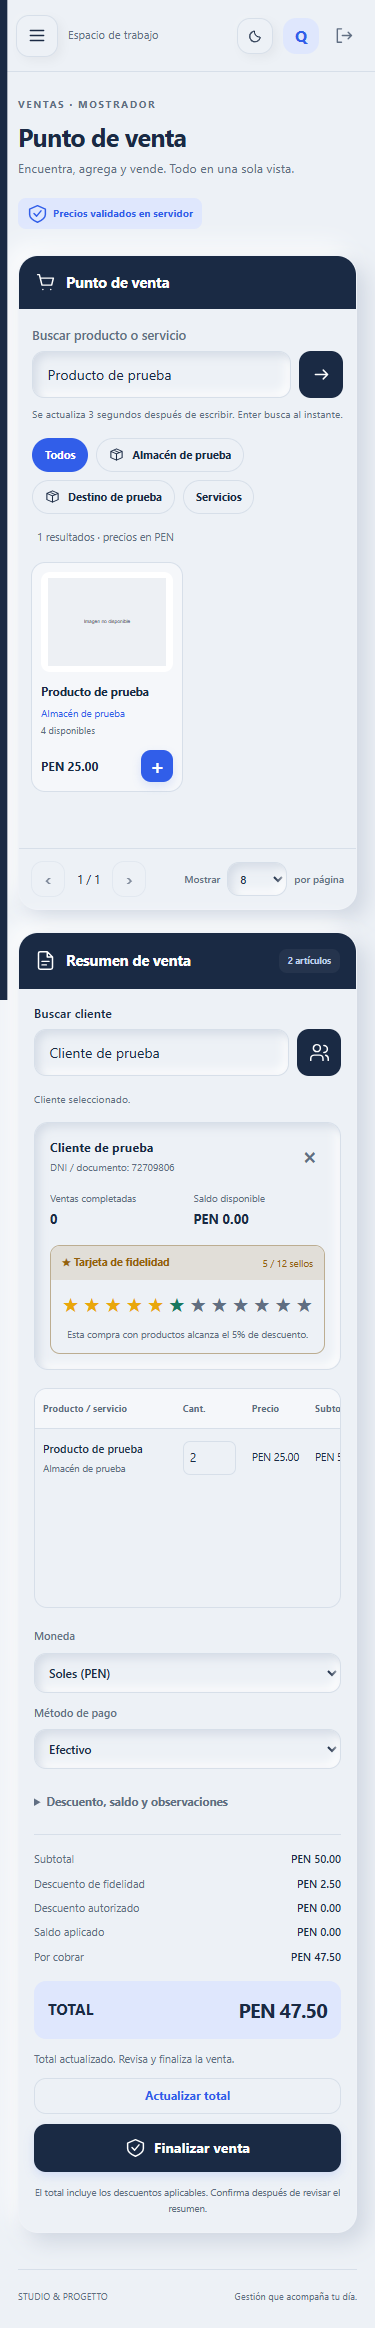 Espacio de trabajo
Q
VENTAS · MOSTRADOR
Punto de venta
Encuentra, agrega y vende. Todo en una sola vista.
Precios validados en servidor
Punto de venta
Buscar producto o servicio
Producto de prueba
Se actualiza 3 segundos después de escribir. Enter busca al instante.
Todos
Almacén de prueba
Destino de prueba
Servicios
1 resultados · precios en PEN
Imagen no disponible
Producto de prueba
Almacén de prueba
4 disponibles
PEN 25.00
+
‹ 1 / 1 ›
Mostrar 8 por página
Resumen de venta
2 artículos
Buscar cliente
Cliente de prueba
Cliente seleccionado.
Cliente de prueba
DNI / documento: 72709806
×
Ventas completadas
0
Saldo disponible
PEN 0.00
★ Tarjeta de fidelidad
5 / 12 sellos
★ ★ ★ ★ ★ ★ ★ ★ ★ ★ ★ ★
Esta compra con productos alcanza el 5% de descuento.
Producto / servicio Cant. Precio Subto
Producto de prueba
Almacén de prueba
2
PEN 25.00
PEN 5
Moneda
Soles (PEN)
Método de pago
Efectivo
▶ Descuento, saldo y observaciones
Subtotal PEN 50.00
Descuento de fidelidad PEN 2.50
Descuento autorizado PEN 0.00
Saldo aplicado PEN 0.00
Por cobrar PEN 47.50
TOTAL PEN 47.50
Total actualizado. Revisa y finaliza la venta.
Actualizar total
Finalizar venta
El total incluye los descuentos aplicables. Confirma después de revisar el
resumen.
STUDIO & PROGETTO
Gestión que acompaña tu día.